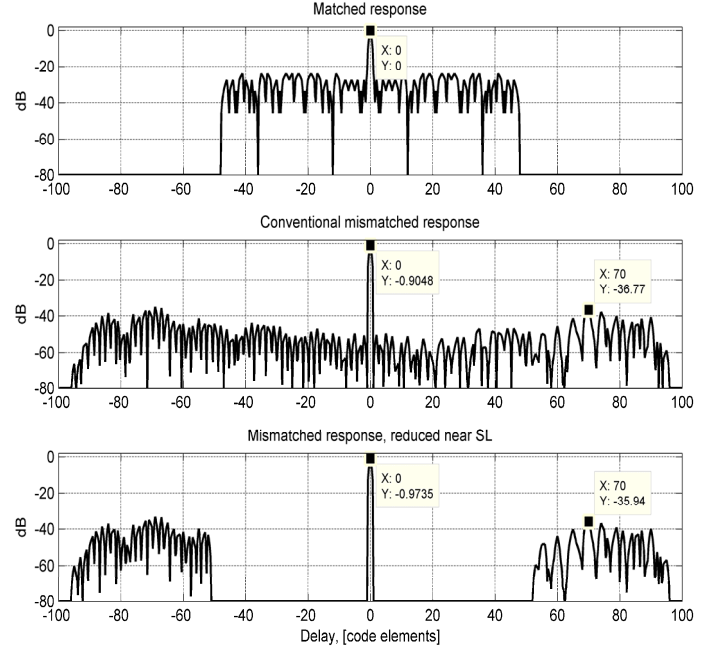 Matched response
0
-20
-40
-60
-80
dB
X: 0
Y: 0
-100 -80 -60 -40 -20 0 20 40 60 80 100
Conventional mismatched response
0
-20
-40
-60
-80
dB
X: 0
Y: -0.9048
X: 70
Y: -36.77
-100 -80 -60 -40 -20 0 20 40 60 80 100
Mismatched response, reduced near SL
0
-20
-40
-60
-80
dB
X: 0
Y: -0.9735
X: 70
Y: -35.94
-100 -80 -60 -40 -20 0 20 40 60 80 100
Delay, [code elements]